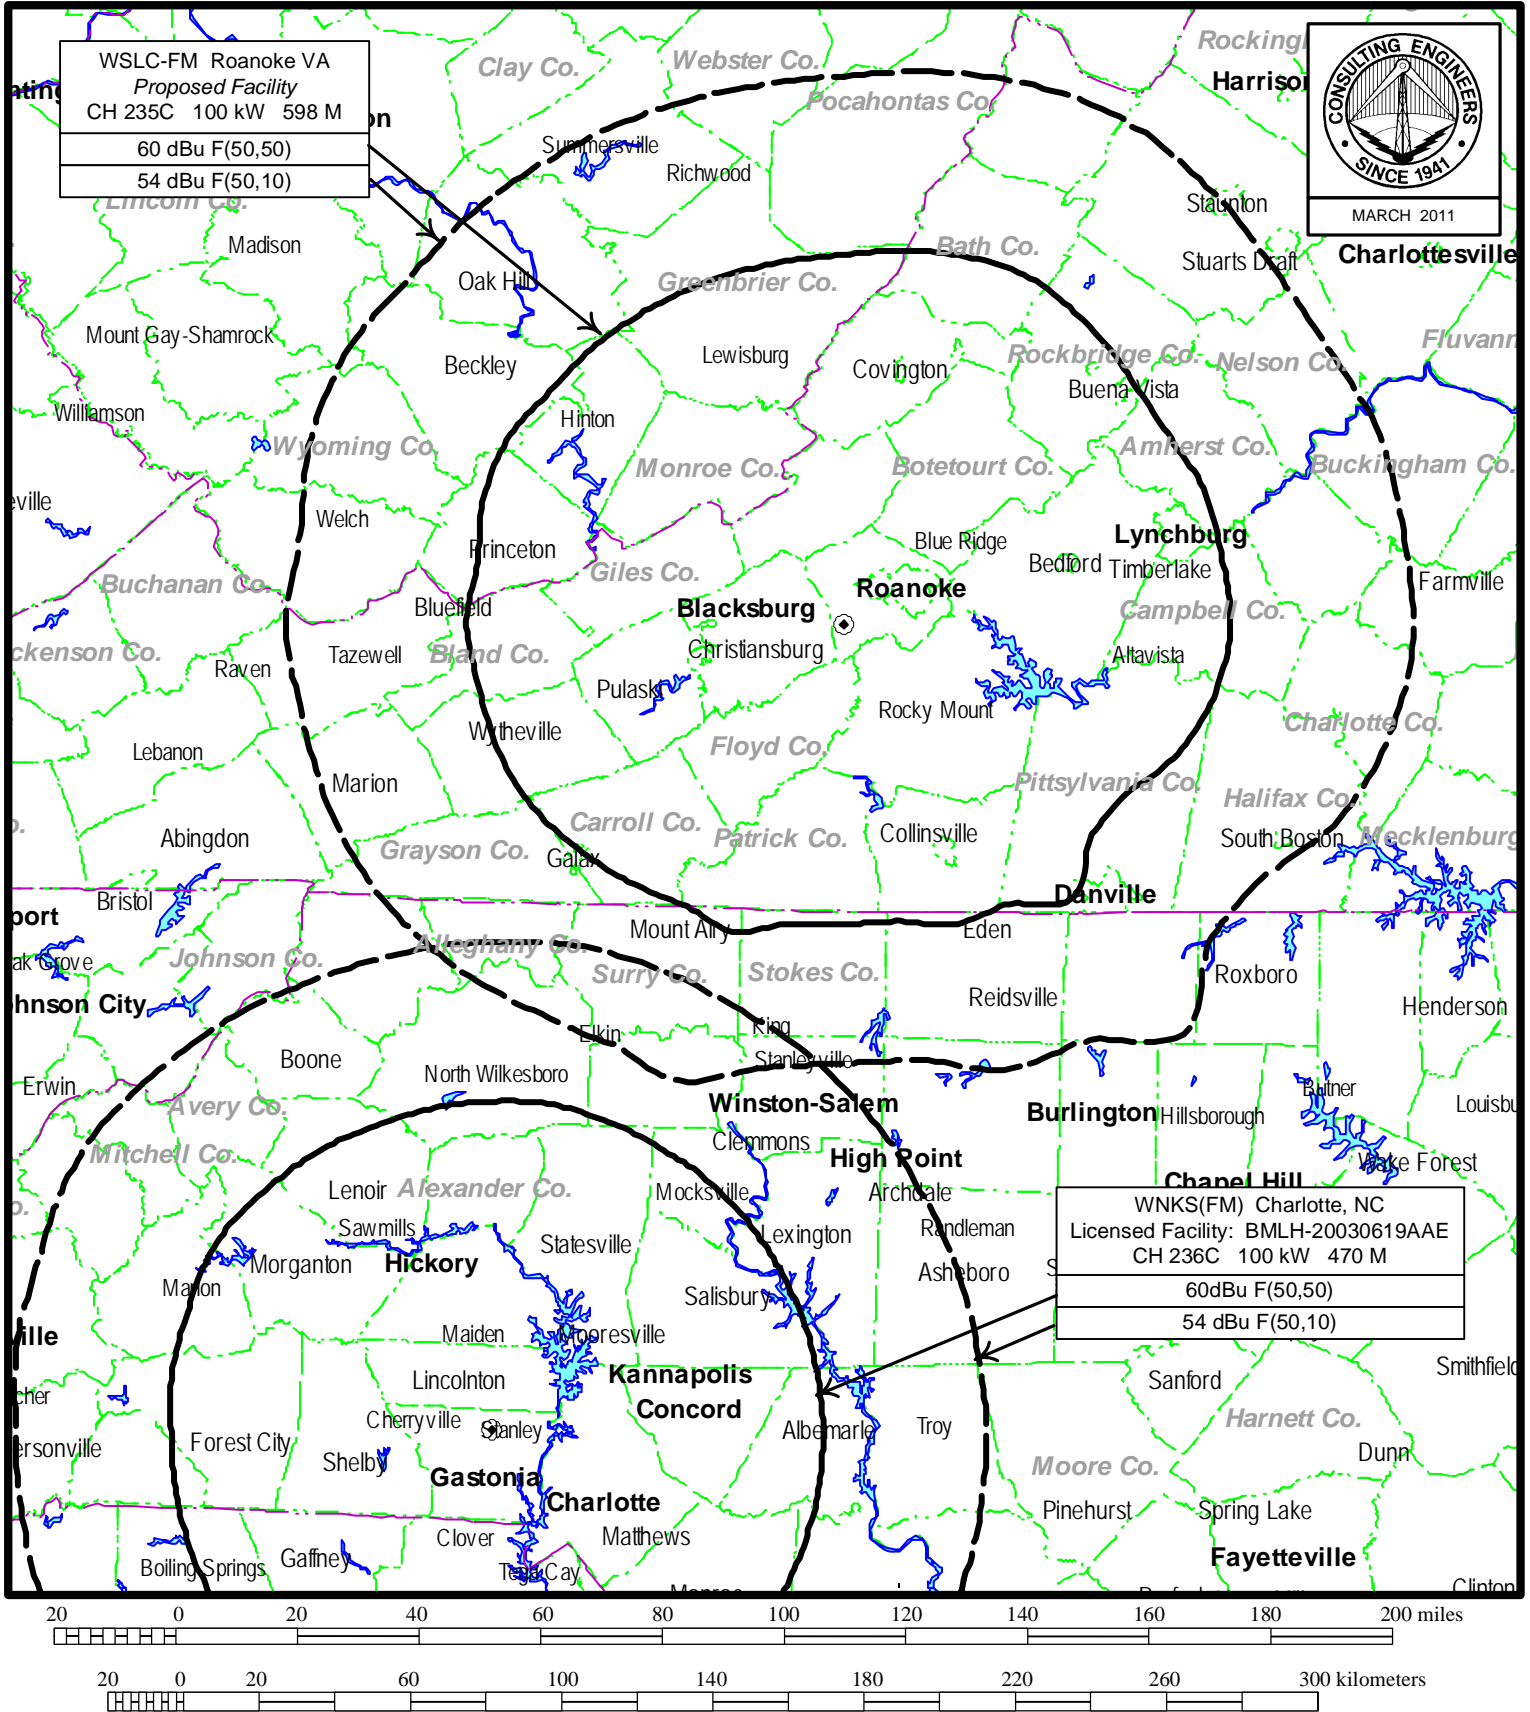 WSLC-FM Roanoke VA
Proposed Facility
CH 235C 100 kW 598 M
60 dBu F(50,50)
54 dBu F(50,10)
CONSULTING ENGINEERS
• SINCE 1941 •
MARCH 2011
Clay Co.
Webster Co.
Pocahontas Co
Summersville
Richwood
Staunton
Lincoln Co.
Madison
Oak Hill
Bath Co.
Stuarts Draft
Charlottesville
Greenbrier Co.
Mount Gay-Shamrock
Beckley
Lewisburg
Covington
Rockbridge Co.
Nelson Co.
Buena Vista
Williamson
Hinton
Wyoming Co.
Monroe Co.
Botetourt Co.
Amherst Co.
Buckingham Co.
Welch
Princeton
Blue Ridge
Lynchburg
Bedford
Timberlake
Buchanan Co.
Giles Co.
Roanoke
Farmville
Bluefield
Blacksburg
Campbell Co.
Raven
Tazewell
Bland Co.
Christiansburg
Altavista
Pulaski
Rocky Mount
Wytheville
Floyd Co.
Charlotte Co.
Lebanon
Marion
Pittsylvania Co.
Halifax Co.
Abingdon
Grayson Co.
Carroll Co.
Galax
Patrick Co.
Collinsville
South Boston
Mecklenburg
Bristol
Danville
Mount Airy
Eden
Johnson Co.
Alleghany Co.
Surry Co.
Stokes Co.
Roxboro
ohnson City
Reidsville
Henderson
Elkin
King
Boone
Stanleyville
Erwin
North Wilkesboro
Butner
Avery Co.
Winston-Salem
Burlington
Hillsborough
Clemmons
Mitchell Co.
High Point
Wake Forest
Chapel Hill
Lenoir
Alexander Co.
Mocksville
Archdale
WNKS(FM) Charlotte, NC
Licensed Facility: BMLH-20030619AAE
CH 236C 100 kW 470 M
60dBu F(50,50)
54 dBu F(50,10)
Sawmills
Statesville
Lexington
Randleman
Morganton
Hickory
Asheboro
Marion
Salisbury
Maiden
Mooresville
Lincolnton
Kannapolis
Concord
Sanford
Smithfield
Cherryville
Stanley
Albemarle
Troy
Harnett Co.
Forest City
Shelby
Dunn
Gastonia
Moore Co.
Charlotte
Pinehurst
Spring Lake
Clover
Matthews
Boiling Springs
Gaffney
Tega Cay
Fayetteville
Clinton
20 0 20 40 60 80 100 120 140 160 180 200 miles
20 0 20 60 100 140 180 220 260 300 kilometers